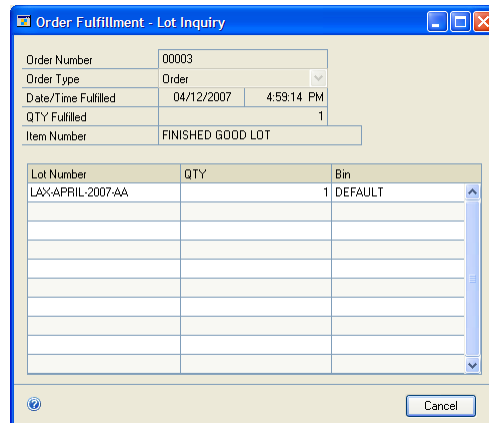 Order Fulfillment - Lot Inquiry
Order Number 00003
Order Type Order
Date/Time Fulfilled 04/12/2007 4:59:14 PM
QTY Fulfilled 1
Item Number FINISHED GOOD LOT
Lot Number QTY Bin
LAX-APRIL-2007-AA 1 DEFAULT
Cancel